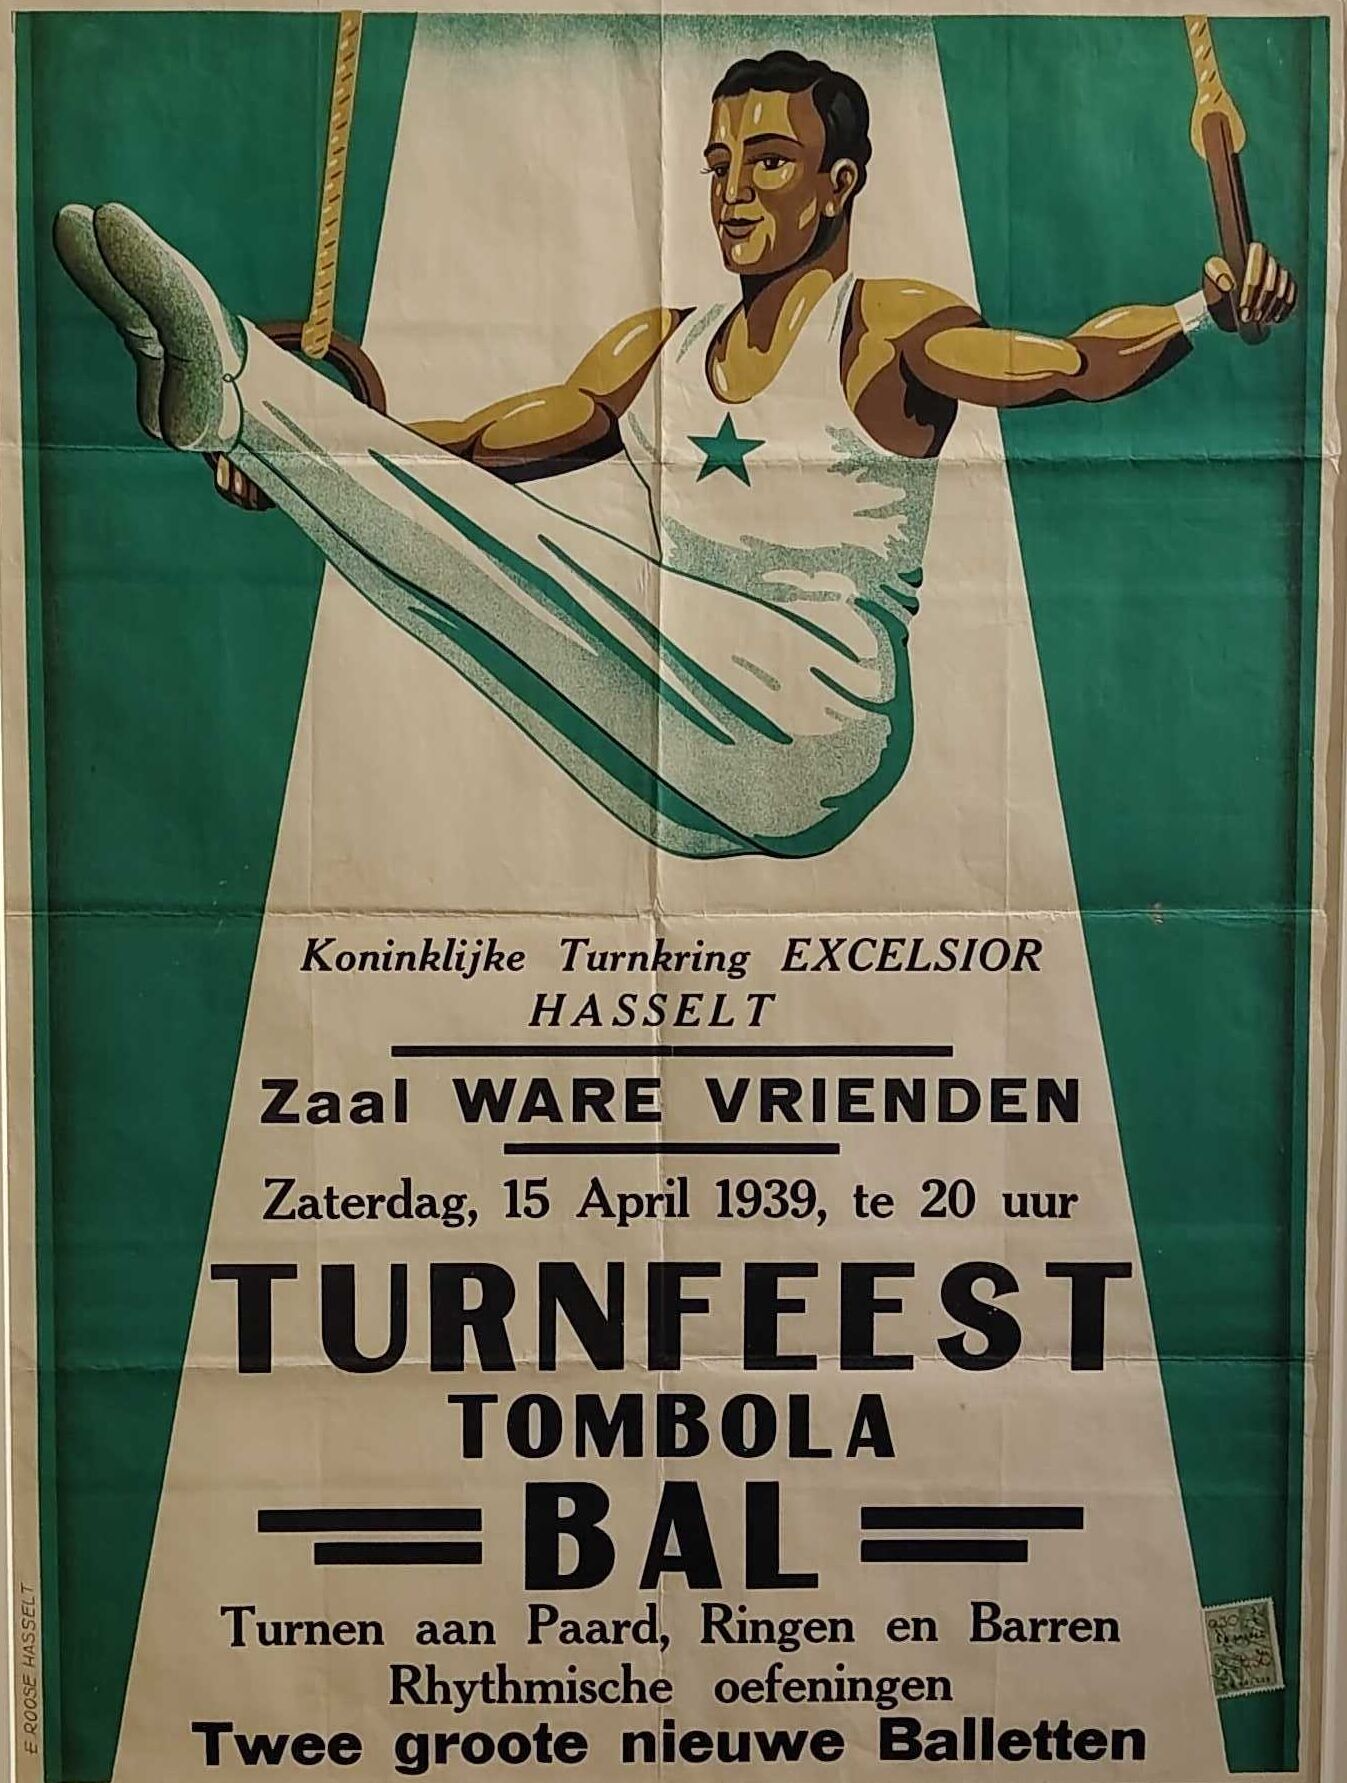 Koninklijke Turnkring EXCELSIOR
HASSELT
Zaal WARE VRIENDEN
Zaterdag, 15 April 1939, te 20 uur
TURNFEEST
TOMBOLA
BAL
Turnen aan Paard, Ringen en Barren
Rhythmische oefeningen
Twee groote nieuwe Balletten
E. ROOSE HASSELT